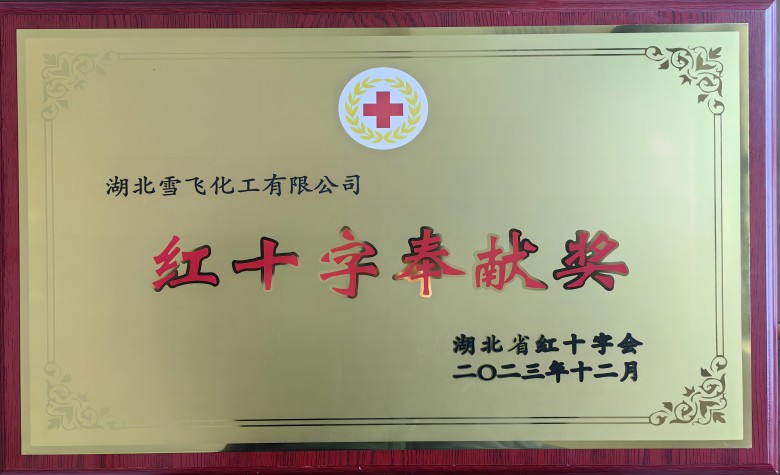 湖北雪飞化工有限公司
红十字奉献奖
湖北省红十字会
二〇二三年十二月